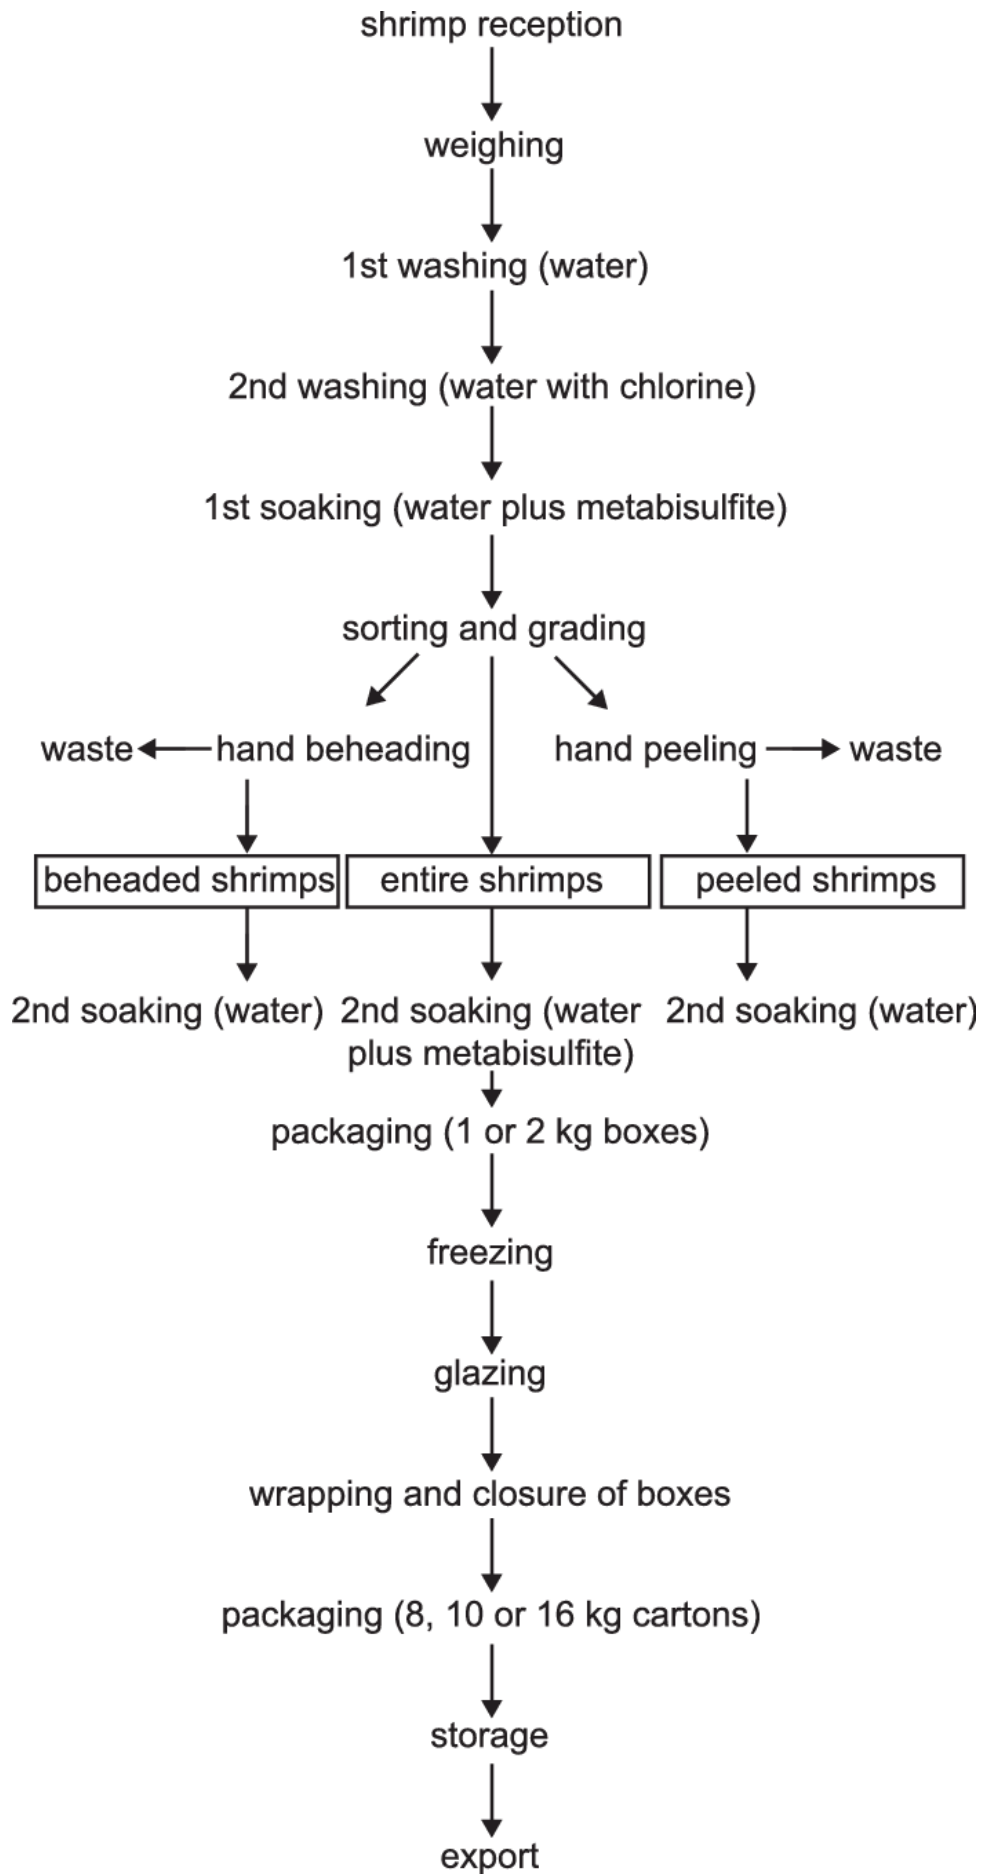 shrimp reception
weighing
1st washing (water)
2nd washing (water with chlorine)
1st soaking (water plus metabisulfite)
sorting and grading
waste hand beheading hand peeling waste
beheaded shrimps entire shrimps peeled shrimps
2nd soaking (water) 2nd soaking (water 2nd soaking (water)
plus metabisulfite)
packaging (1 or 2 kg boxes)
freezing
glazing
wrapping and closure of boxes
packaging (8, 10 or 16 kg cartons)
storage
export